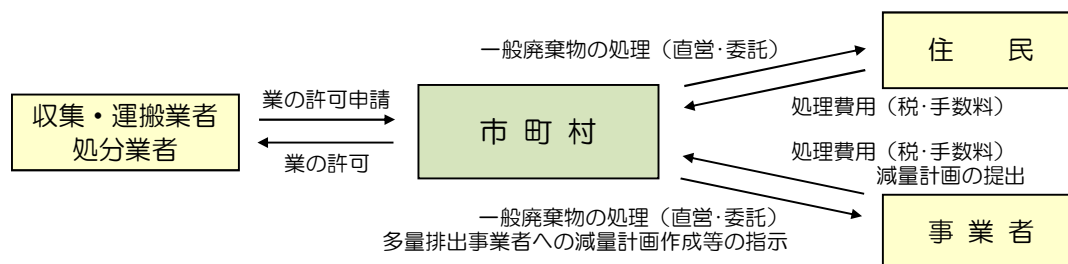 一般廃棄物の処理（直営･委託）
住　　民
処理費用（税･手数料）
収集・運搬業者
処分業者
業の許可申請
業の許可
市 町 村
処理費用（税･手数料）
減量計画の提出
一般廃棄物の処理（直営･委託）
多量排出事業者への減量計画作成等の指示
事 業 者